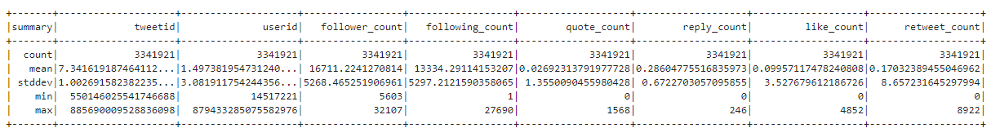 +-------+--------------------+--------------------+-----------------+------------------+-------------------+------------------+-------------------+-------------------+
|summary|             tweetid|              userid|   follower_count|   following_count|        quote_count|       reply_count|         like_count|      retweet_count|
+-------+--------------------+--------------------+-----------------+------------------+-------------------+------------------+-------------------+-------------------+
|  count|             3341921|             3341921|          3341921|           3341921|            3341921|           3341921|            3341921|            3341921|
|   mean|7.341619187464112...|1.497381954731240...| 16711.2241270814| 13334.29114153207|0.02692313791977728|0.28604775516835973|0.09957117478240808|0.17032389455046962|
| stddev|1.002691582382235...|3.081911754244356...|5268.465251906961|5297.2121590358065| 1.3550090455980428|0.6722703057095855|  3.527679612186726|  8.657231645297994|
|    min|  550146025541746688|            14517221|             5603|                 1|                  0|                 0|                  0|                  0|
|    max|  885690009528836098|  879433285075582976|            32107|             27690|               1568|               246|               4852|               8922|
+-------+--------------------+--------------------+-----------------+------------------+-------------------+------------------+-------------------+-------------------+